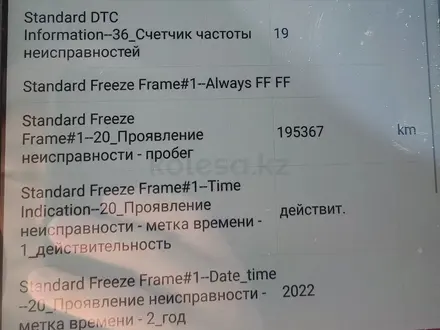 Standard DTC
Information--36_Счетчик частоты
неисправностей
19
Standard Freeze Frame#1--Always FF FF
Standard Freeze
Frame#1--20_Проявление
неисправности - пробег
195367
km
kolesa.kz
Standard Freeze Frame#1--Time
Indication--20_Проявление
неисправности - метка времени -
1_действительность
действит.
Standard Freeze Frame#1--Date_time
--20_Проявление неисправности -
метка времени - 2_год
2022